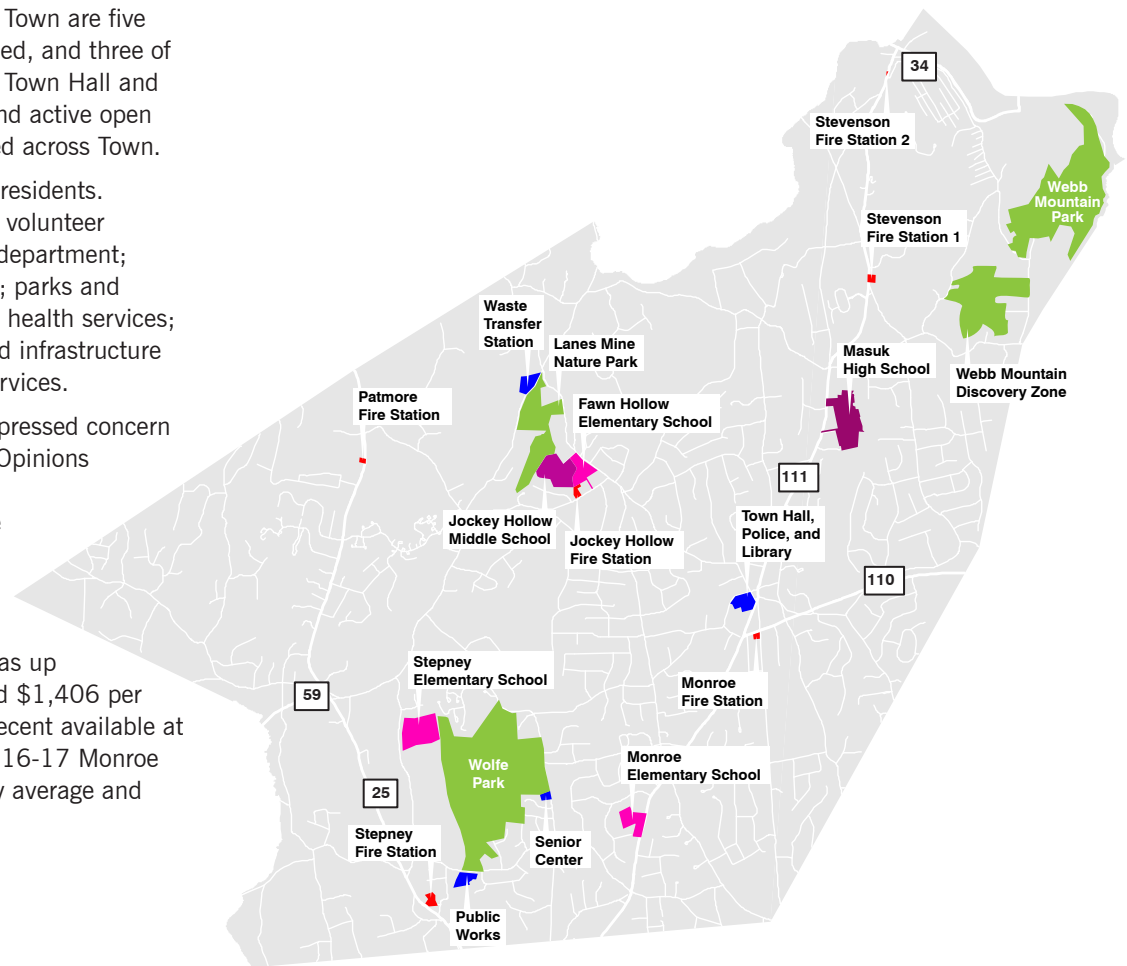 Town are five
ed, and three of
Town Hall and
nd active open
ed across Town.
residents.
volunteer
department;
; parks and
health services;
d infrastructure
rvices.
pressed concern
Opinions
as up
d $1,406 per
ecent available at
16-17 Monroe
y average and
34
Stevenson
Fire Station 2
Webb
Mountain
Park
Stevenson
Fire Station 1
Waste
Transfer
Station
Lanes Mine
Nature Park
Masuk
High School
Webb Mountain
Discovery Zone
Patmore
Fire Station
Fawn Hollow
Elementary School
111
Jockey Hollow
Middle School
Jockey Hollow
Fire Station
Town Hall,
Police, and
Library
110
Stepney
Elementary School
59
Monroe
Fire Station
Wolfe
Park
Monroe
Elementary School
25
Stepney
Fire Station
Senior
Center
Public
Works